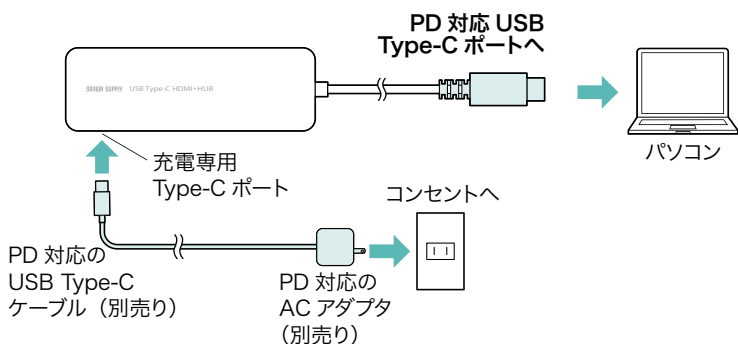 PD 対応 USB
Type-C ポートへ
SANWA SUPPLY USB Type-C HDMI+HUB
パソコン
充電専用
Type-C ポート
コンセントへ
PD 対応の
USB Type-C
ケーブル（別売り）
PD 対応の
AC アダプタ
（別売り）